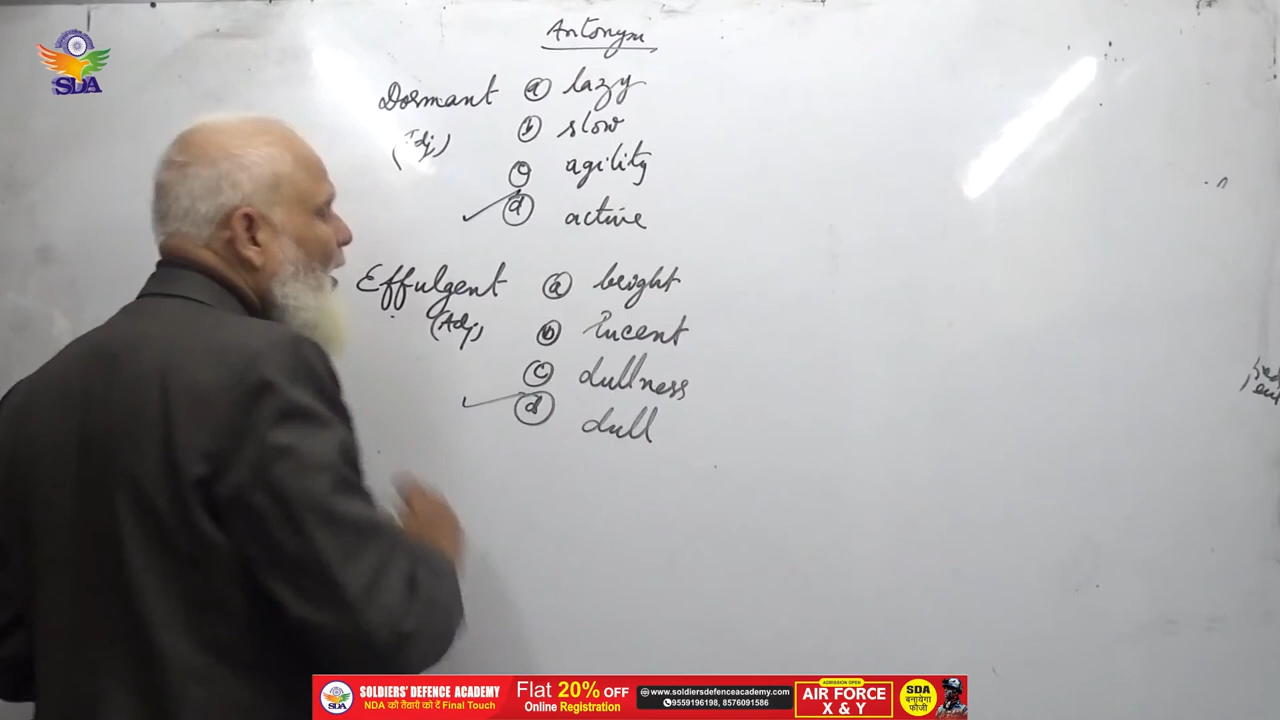 SDA
Antonym
Dormant (a) lazy
(Adj) (b) slow
(c) agility
(d) active
Effulgent (a) bright
(Adj) (b) lucent
(c) dullness
(d) dull
SOLDIERS' DEFENCE ACADEMY
NDA की तैयारी को दें Final Touch
Flat 20% OFF
Online Registration
www.soldiersdefenceacademy.com
9559196198, 8576091586
ADMISSION OPEN
AIR FORCE
X & Y
SDA
बनायेगा
फौजी